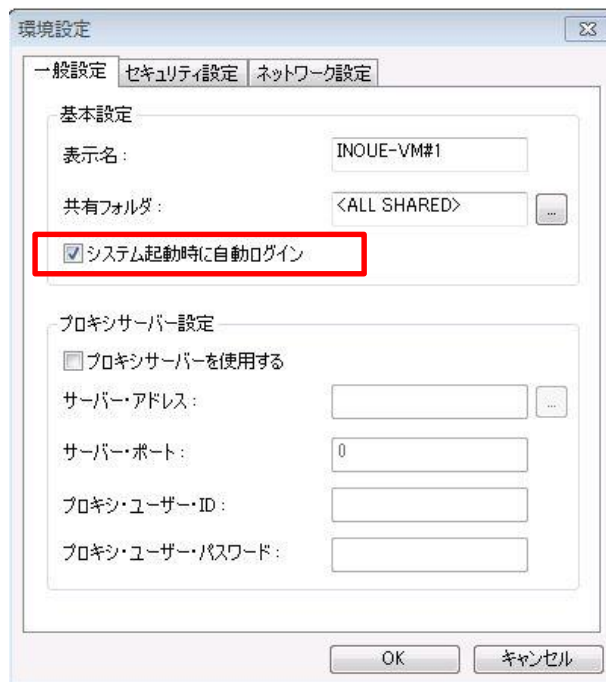 環境設定
一般設定 セキュリティ設定 ネットワーク設定
基本設定
表示名： INOUE-VM#1
共有フォルダ： <ALL SHARED> ...
システム起動時に自動ログイン
プロキシサーバー設定
プロキシサーバーを使用する
サーバー・アドレス： ...
サーバー・ポート： 0
プロキシ・ユーザー・ID：
プロキシ・ユーザー・パスワード：
OK キャンセル